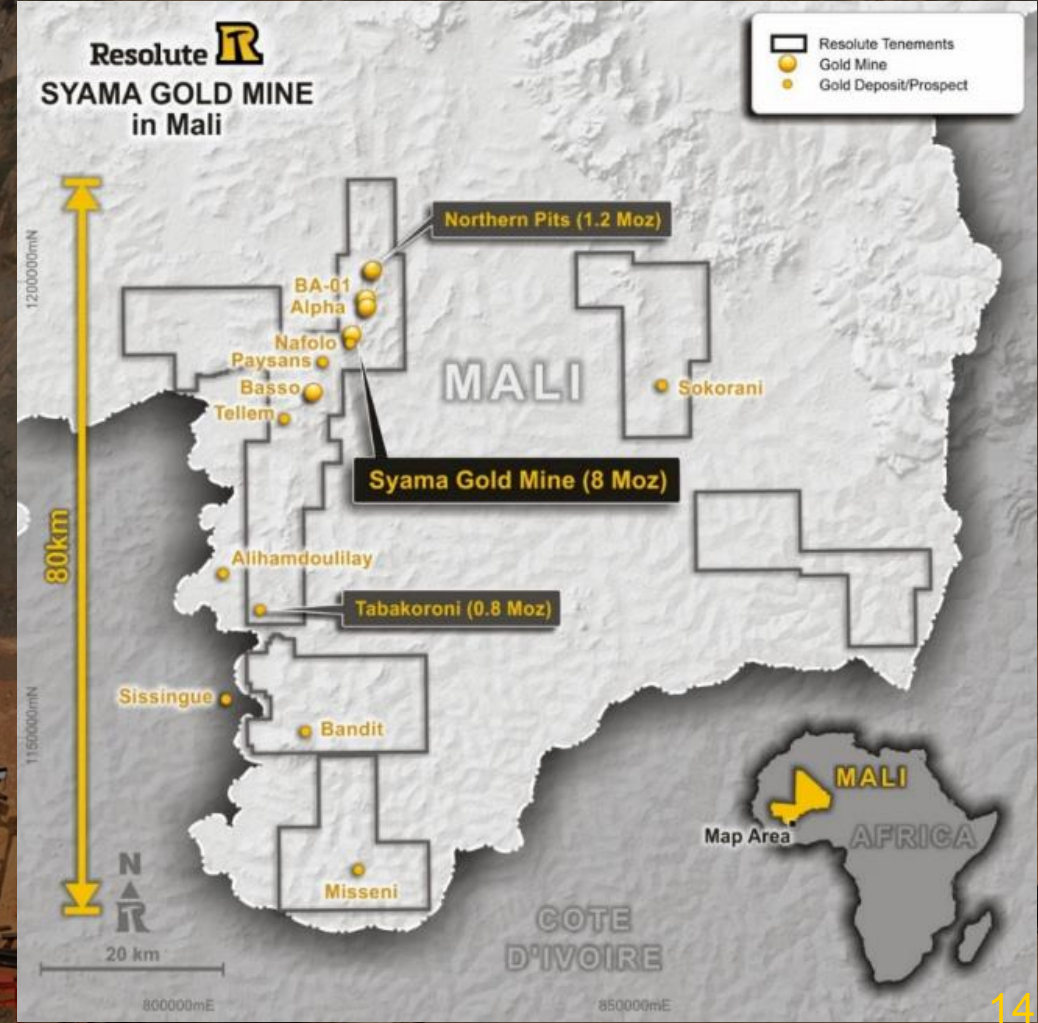 Resolute
SYAMA GOLD MINE
in Mali
Resolute Tenements
Gold Mine
Gold Deposit/Prospect
Northern Pits (1.2 Moz)
1200000mN
BA-01
Alpha
Nafolo
Paysans
Basso
Tellem
MALI
Sokorani
Syama Gold Mine (8 Moz)
80km
Alihamdoulilay
Tabakoroni (0.8 Moz)
Sissingue
Bandit
1150000mN
MALI
Map Area
AFRICA
N
Misseni
COTE
D'IVOIRE
20 km
800000mE
850000mE
14